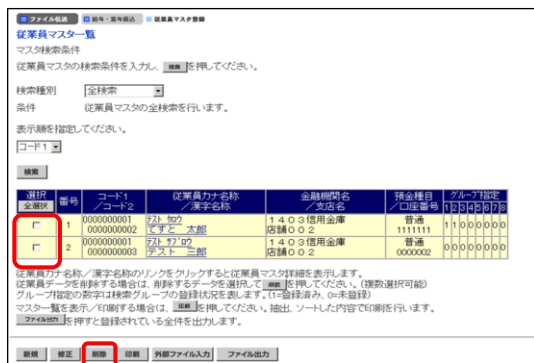 ファイル伝送 給与・賞与振込 従業員マスタ登録
従業員マスタ一覧
マスタ検索条件
従業員マスタの検索条件を入力し、 検索 を押してください。
検索種別 全検索
条件 従業員マスタの全検索を行います。
表示順を指定してください。
コード1
検索
選択 番号 コード1 従業員カナ名称 金融機関名 預金種目 グループ指定
全選択 /コード2 /漢字名称 /支店名 /口座番号 1 2 3 4 5 6 7 8
1 0000000001 テスト タロウ 1403信用金庫 普通 1 1 0 0 0 0 0 0
0000000002 てすと 太郎 店舗002 1111111
2 0000000001 テスト サブロウ 1403信用金庫 普通 0 0 0 0 0 0 0 0
0000000003 テスト 三郎 店舗002 0000002
従業員カナ名称/漢字名称のリンクをクリックすると従業員マスタ詳細を表示します。
従業員データを削除する場合は、削除するデータを選択して 削除 を押してください。(複数選択可能)
グループ指定の数字は検索グループの登録状況を表します。(1=登録済み、0=未登録)
マスタ一覧を表示/印刷する場合は、 印刷 を押してください。抽出、ソートした内容で印刷を行います。
ファイル出力 を押すと登録されている全件を出力します。
新規 修正 削除 印刷 外部ファイル入力 ファイル出力